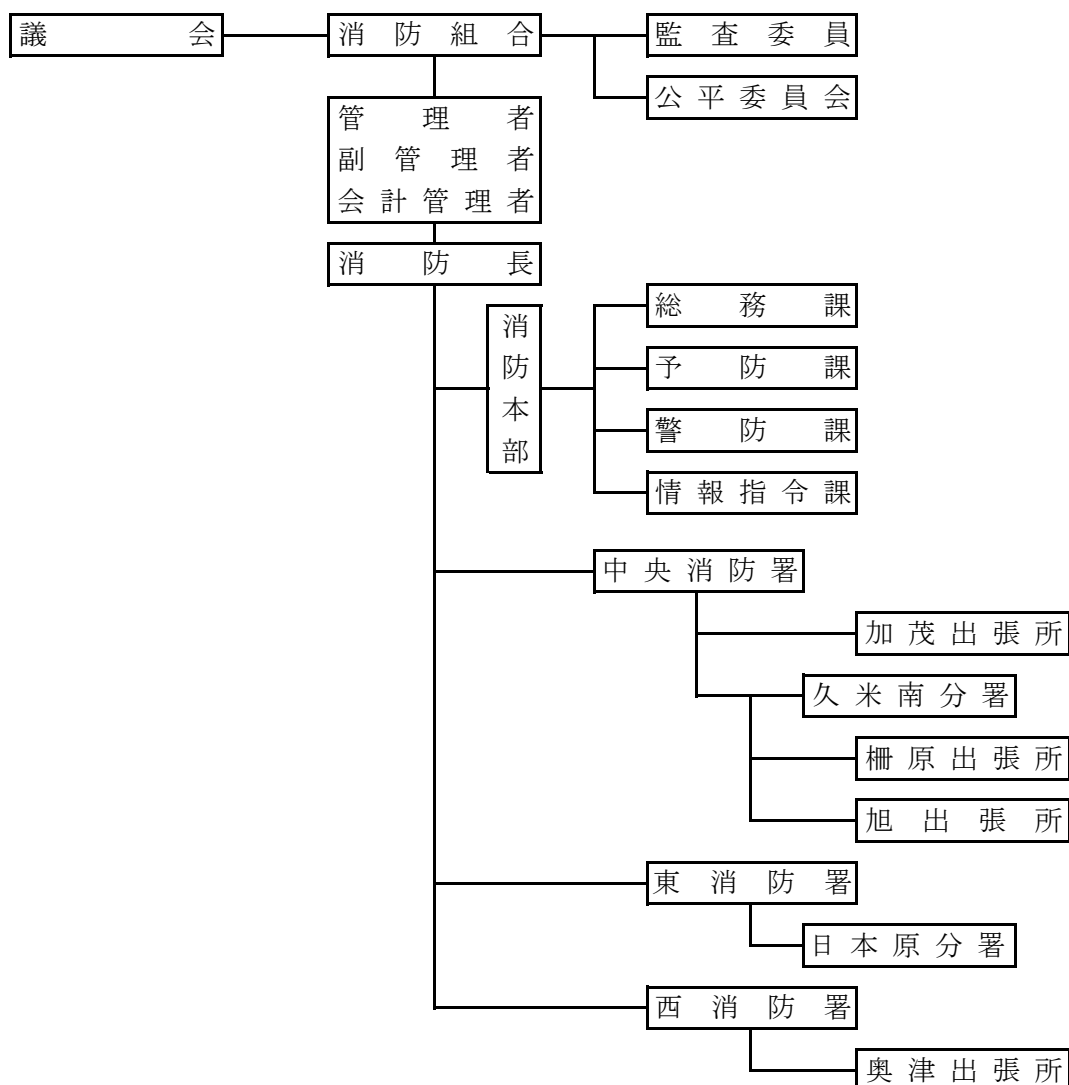 議会
消防組合
監査委員
公平委員会
管理者
副管理者
会計管理者
消防長
消防本部
総務課
予防課
警防課
情報指令課
中央消防署
加茂出張所
久米南分署
柵原出張所
旭出張所
東消防署
日本原分署
西消防署
奥津出張所